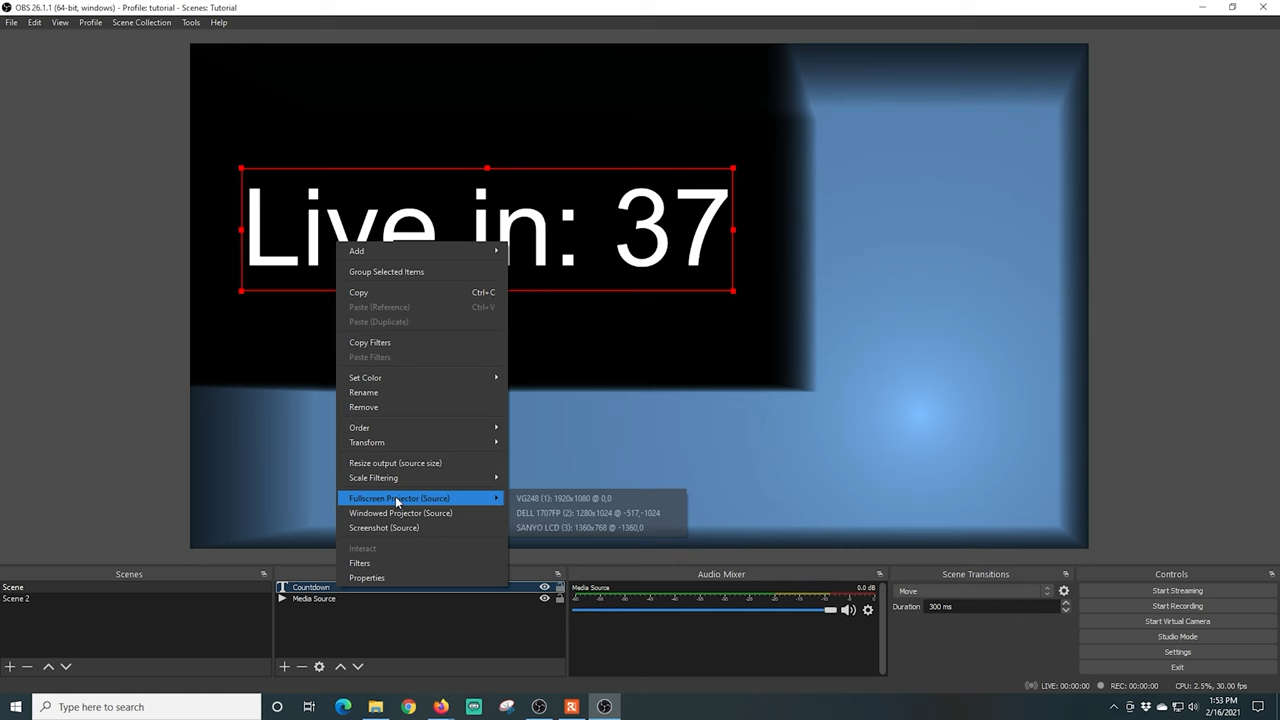 OBS 26.1.1 (64-bit, windows) - Profile: tutorial - Scenes: Tutorial
File Edit View Profile Scene Collection Tools Help
Live in: 37
Add
Group Selected Items
Copy Ctrl+C
Paste (Reference) Ctrl+V
Paste (Duplicate)
Copy Filters
Paste Filters
Set Color
Rename
Remove
Order
Transform
Resize output (source size)
Scale Filtering
Fullscreen Projector (Source)
Windowed Projector (Source)
Screenshot (Source)
Interact
Filters
Properties
VG248 (1): 1920x1080 @ 0,0
DELL 1707FP (2): 1280x1024 @ -517,-1024
SANYO LCD (3): 1360x768 @ -1360,0
Scenes
Scene
Scene 2
Countdown
Media Source
Audio Mixer
Media Source 0.0 dB
Scene Transitions
Move
Duration 300 ms
Controls
Start Streaming
Start Recording
Start Virtual Camera
Studio Mode
Settings
Exit
LIVE: 00:00:00 REC: 00:00:00 CPU: 2.5%, 30.00 fps
Type here to search
1:53 PM
2/16/2021